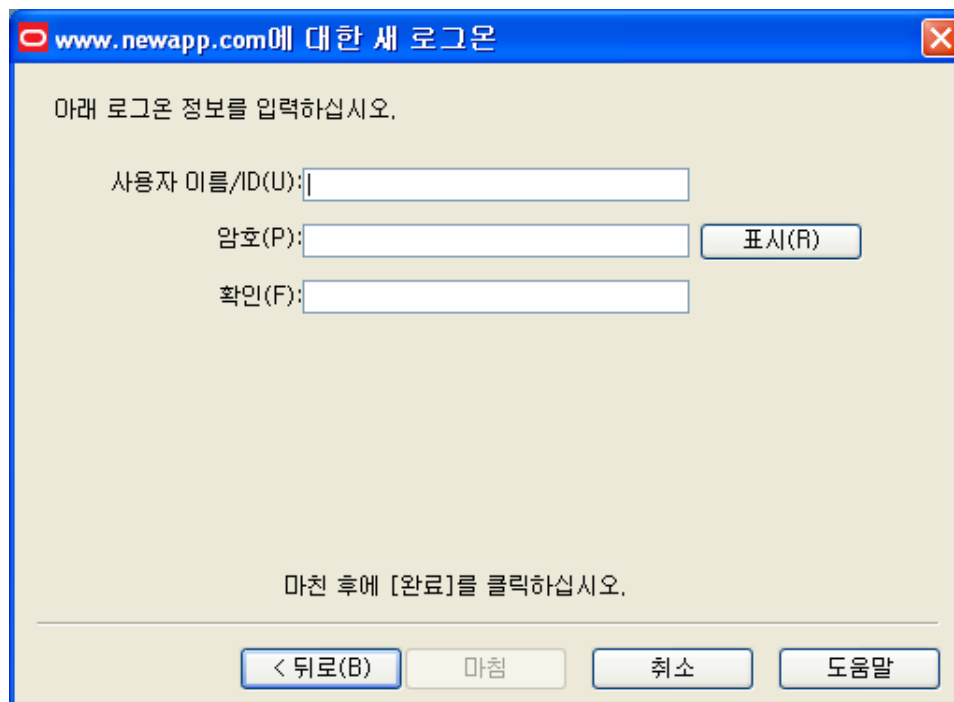 www.newapp.com에 대한 새 로그온
아래 로그온 정보를 입력하십시오.
사용자 이름/ID(U):
암호(P): 표시(R)
확인(F):
마친 후에 [완료]를 클릭하십시오.
< 뒤로(B) 마침 취소 도움말